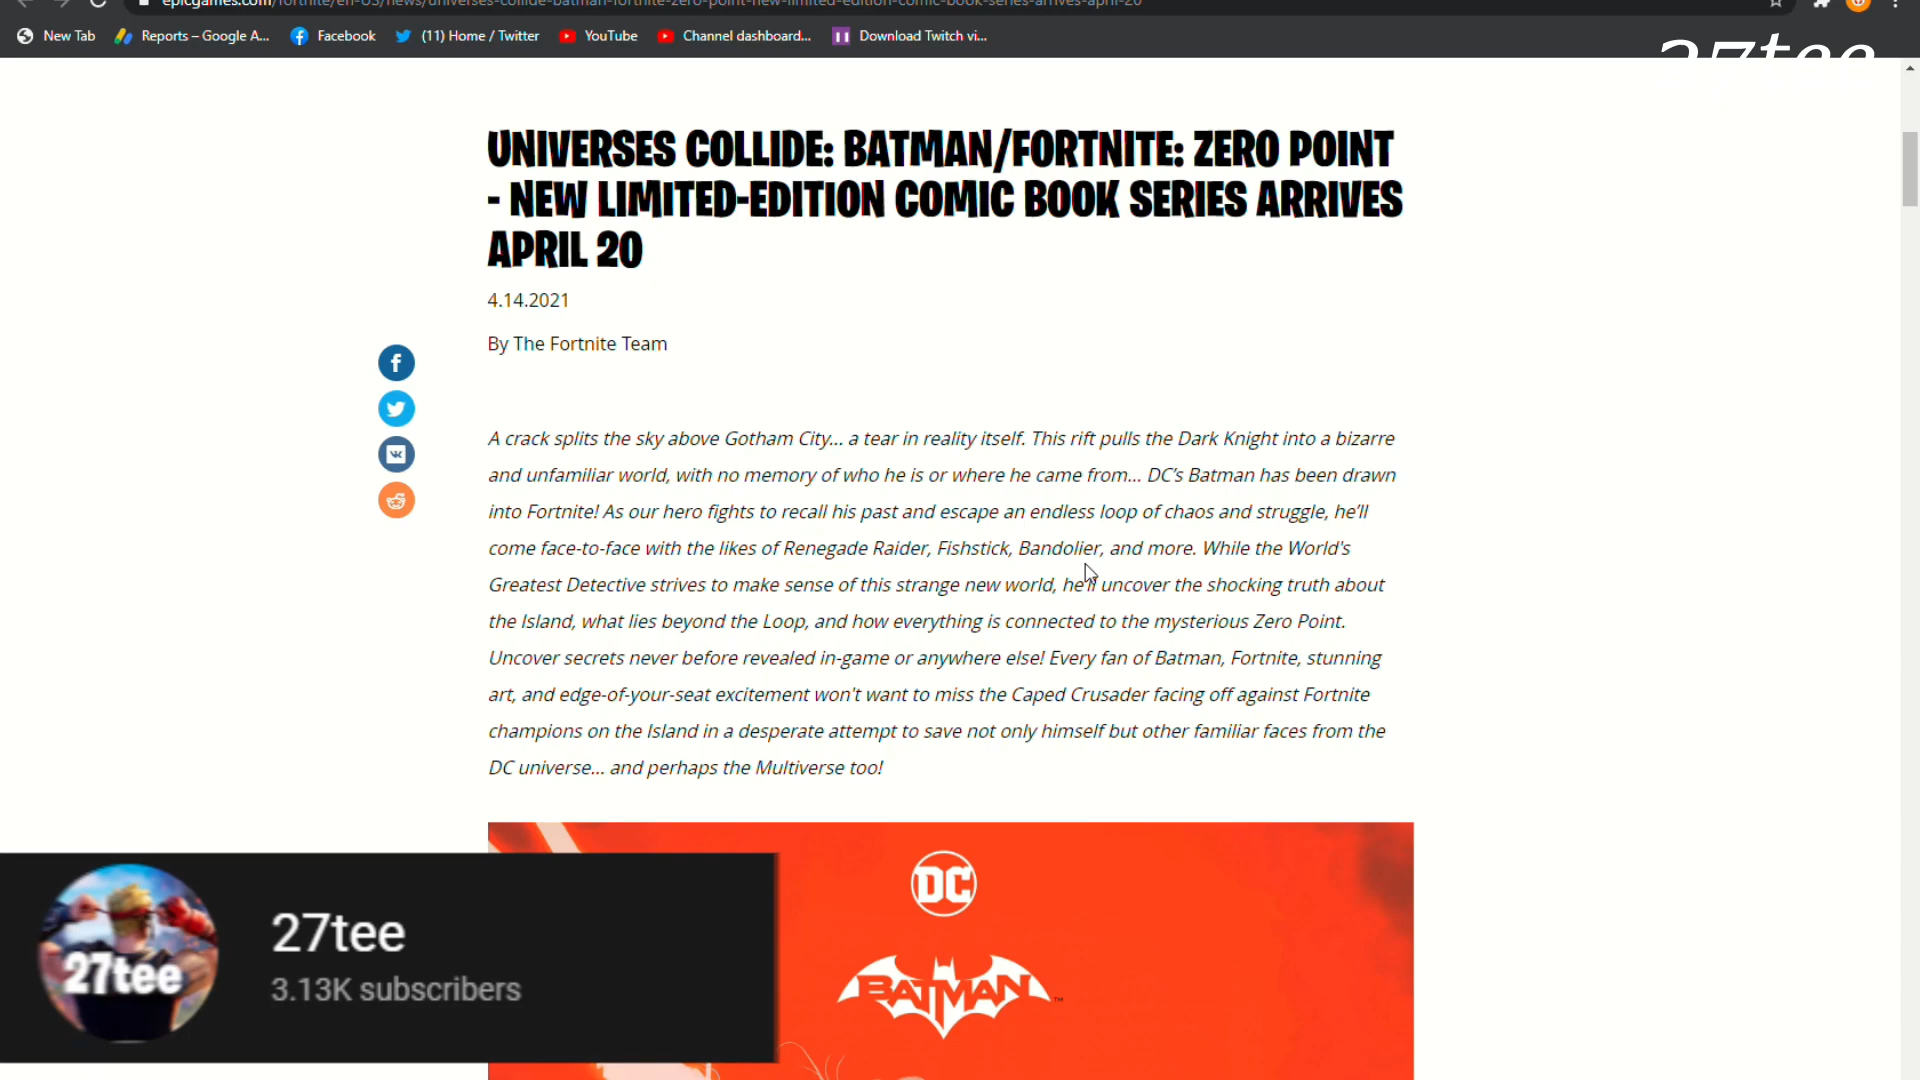 epicgames.com/fortnite/en-US/news/universes-collide-batman-fortnite-zero-point-new-limited-edition-comic-book-series-arrives-april-20
New Tab Reports – Google A... Facebook (11) Home / Twitter YouTube Channel dashboard... Download Twitch vi...
27tee
UNIVERSES COLLIDE: BATMAN/FORTNITE: ZERO POINT
- NEW LIMITED-EDITION COMIC BOOK SERIES ARRIVES
APRIL 20
4.14.2021
By The Fortnite Team
A crack splits the sky above Gotham City... a tear in reality itself. This rift pulls the Dark Knight into a bizarre
and unfamiliar world, with no memory of who he is or where he came from... DC’s Batman has been drawn
into Fortnite! As our hero fights to recall his past and escape an endless loop of chaos and struggle, he’ll
come face-to-face with the likes of Renegade Raider, Fishstick, Bandolier, and more. While the World's
Greatest Detective strives to make sense of this strange new world, he’ll uncover the shocking truth about
the Island, what lies beyond the Loop, and how everything is connected to the mysterious Zero Point.
Uncover secrets never before revealed in-game or anywhere else! Every fan of Batman, Fortnite, stunning
art, and edge-of-your-seat excitement won't want to miss the Caped Crusader facing off against Fortnite
champions on the Island in a desperate attempt to save not only himself but other familiar faces from the
DC universe... and perhaps the Multiverse too!
DC
BATMAN™
27tee
27tee
3.13K subscribers